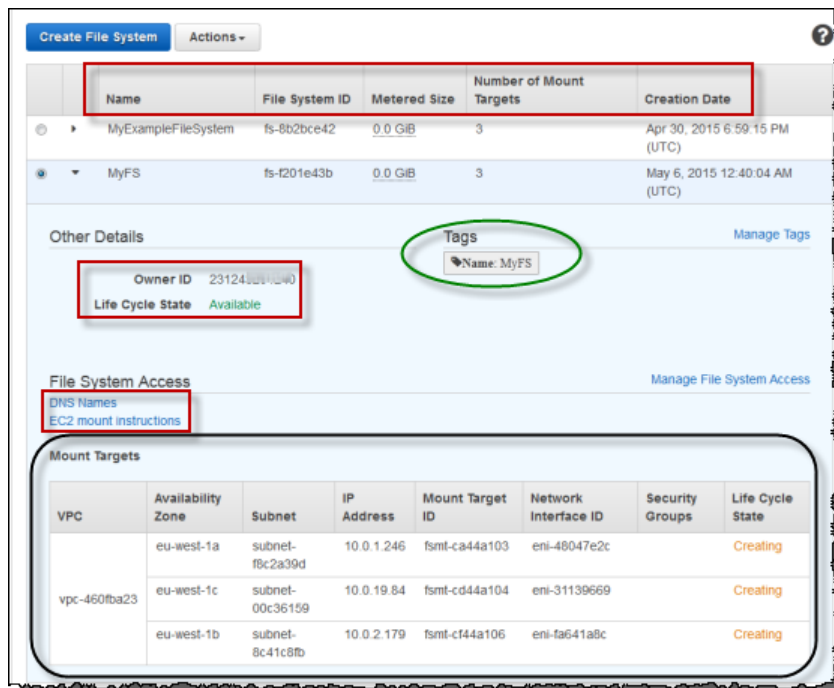 Create File System Actions
Number of Mount
Name File System ID Metered Size Targets Creation Date
MyExampleFileSystem fs-8b2bce42 0.0 GiB 3 Apr 30, 2015 6:59:15 PM
(UTC)
MyFS fs-f201e43b 0.0 GiB 3 May 6, 2015 12:40:04 AM
(UTC)
Other Details Tags Manage Tags
Name: MyFS
Owner ID
Life Cycle State Available
File System Access Manage File System Access
DNS Names
EC2 mount instructions
Mount Targets
Availability IP Mount Target Network Security Life Cycle
VPC Zone Subnet Address ID Interface ID Groups State
eu-west-1a subnet- 10.0.1.246 fsmt-ca44a103 eni-48047e2c Creating
f8c2a39d
vpc-460fba23 eu-west-1c subnet- 10.0.19.84 fsmt-cd44a104 eni-31139669 Creating
00c36159
eu-west-1b subnet- 10.0.2.179 fsmt-cf44a106 eni-fa641a8c Creating
8c41c8fb